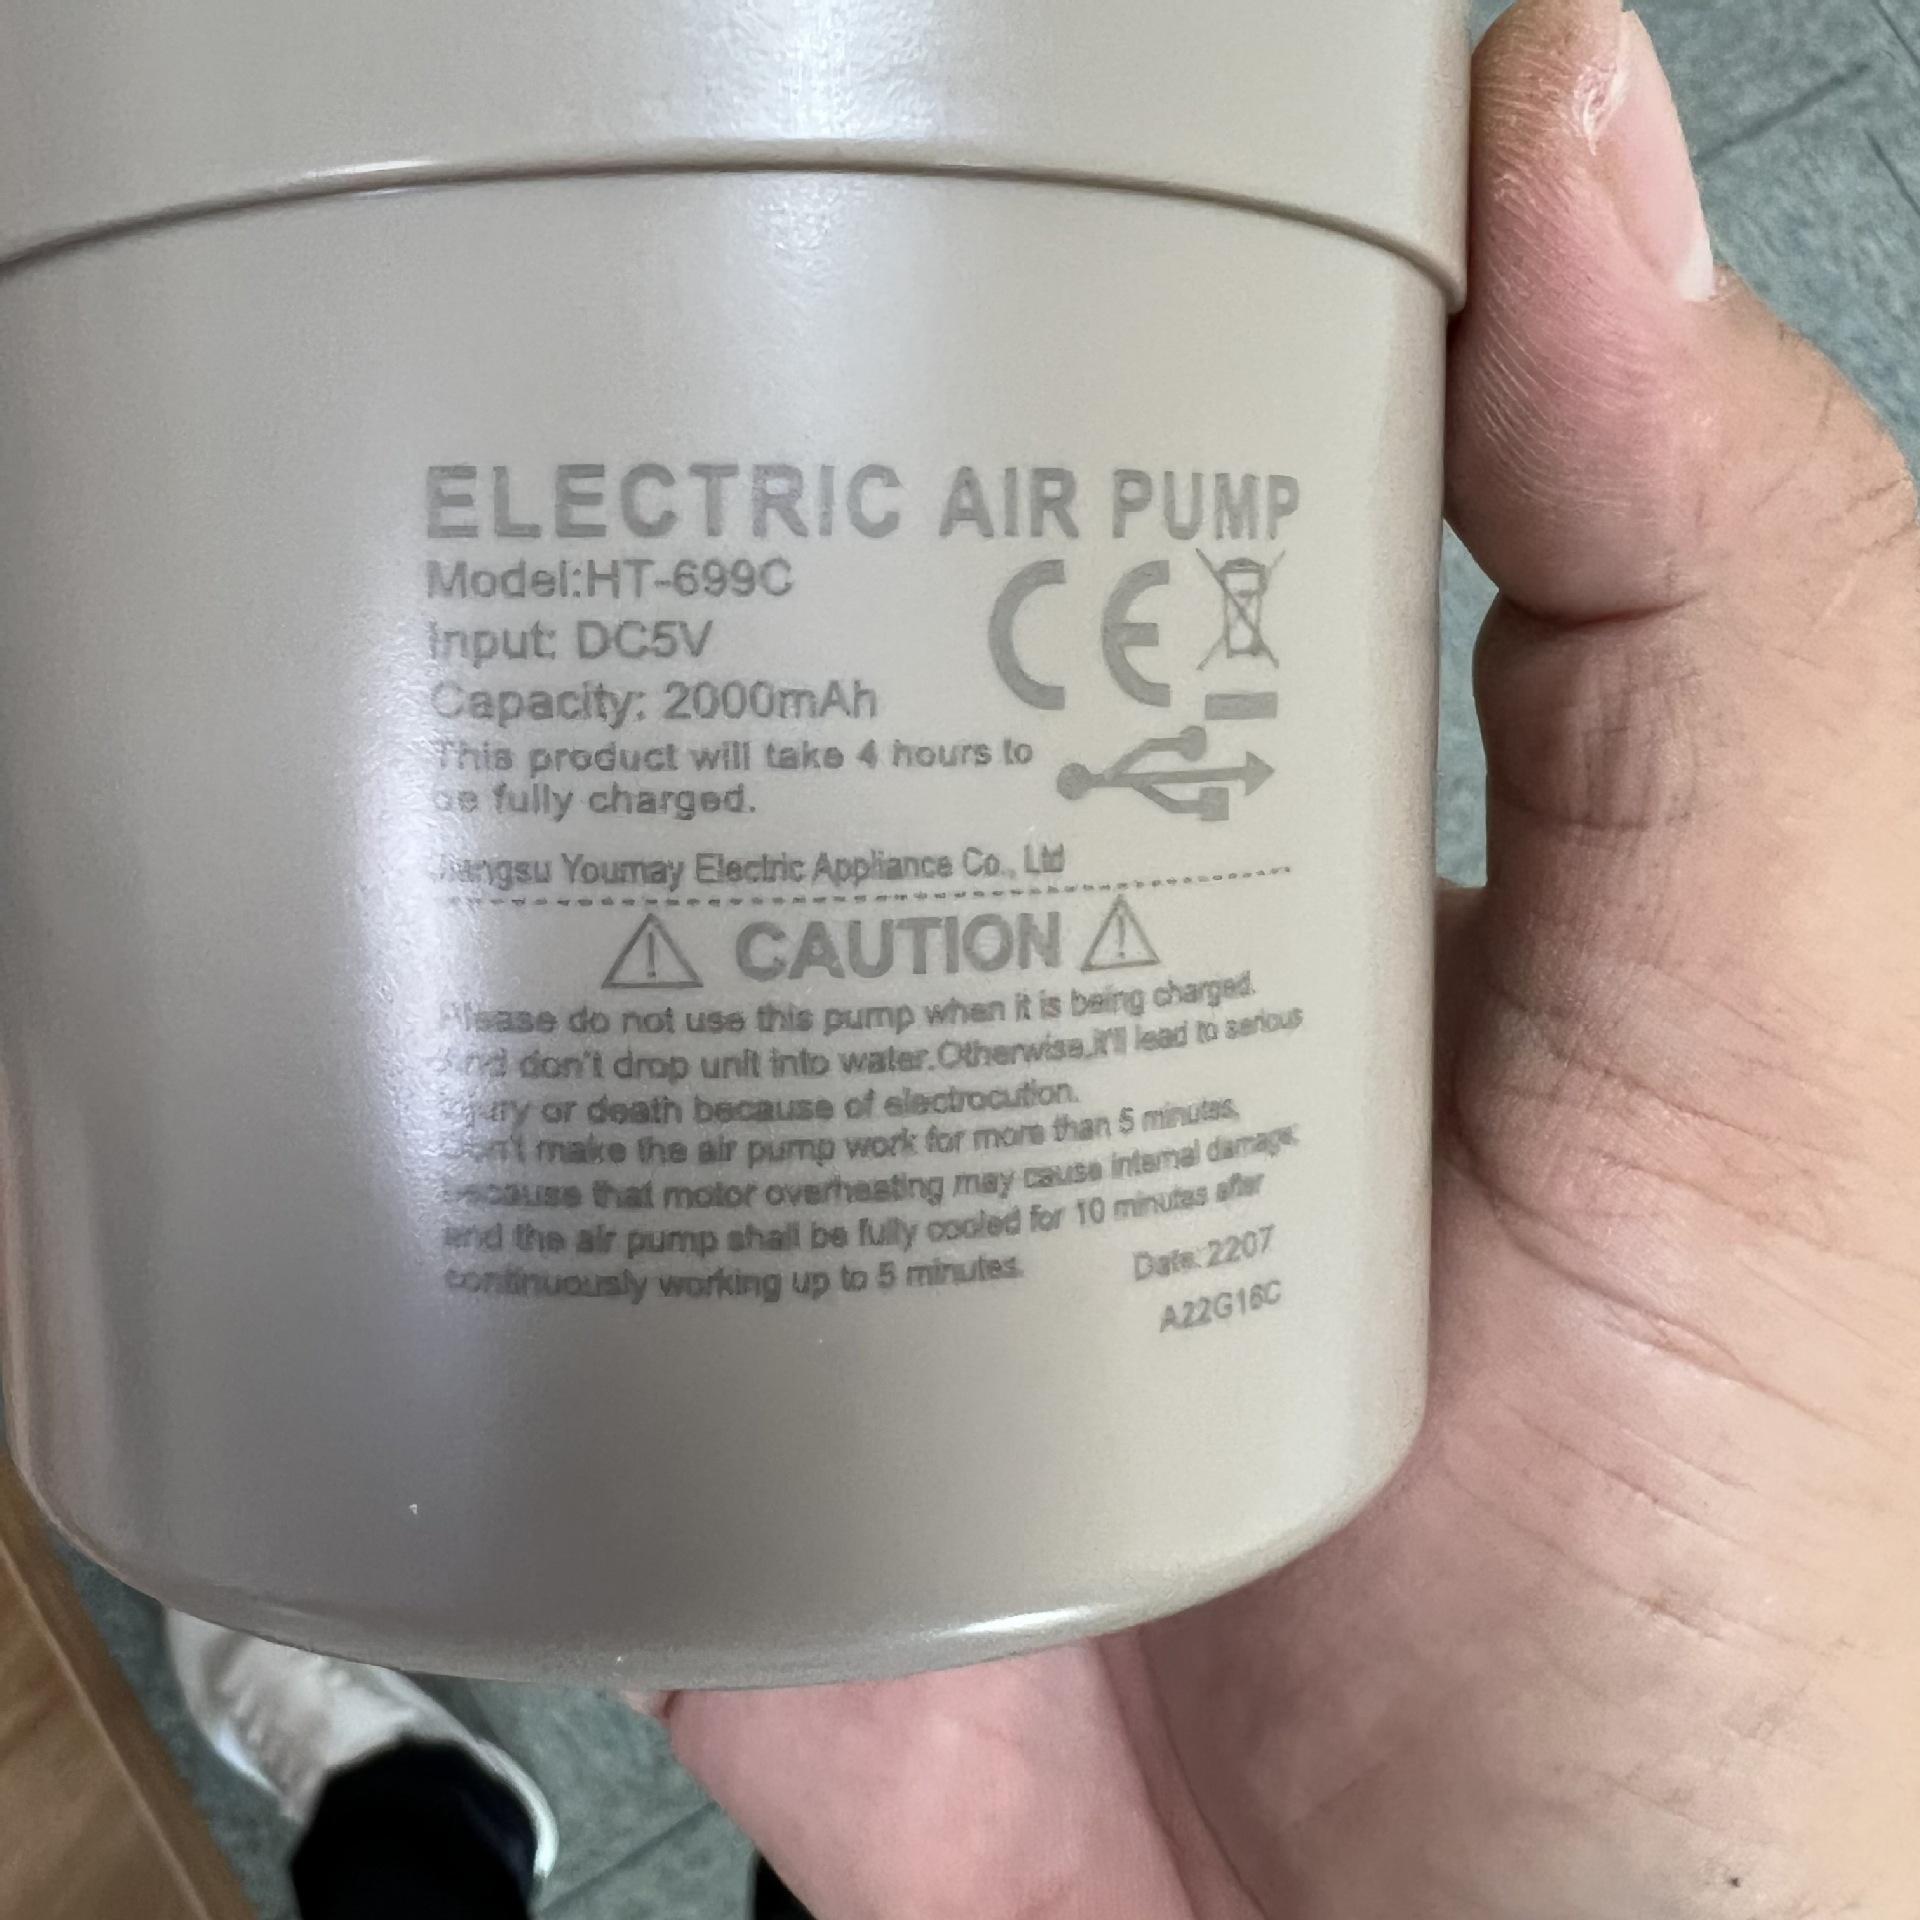 ELECTRIC AIR PUMP
Model:HT-699C
Input: DC5V
Capacity: 2000mAh
This product will take 4 hours to
be fully charged.
Jiangsu Youmay Electric Appliance Co., Ltd
CAUTION
Please do not use this pump when it is being charged.
And don't drop unit into water.Otherwise,it'll lead to serious
injury or death because of electrocution.
Don't make the air pump work for more than 5 minutes,
because that motor overheating may cause internal damage;
and the air pump shall be fully cooled for 10 minutes after
continuously working up to 5 minutes.
Date:2207
A22G16C